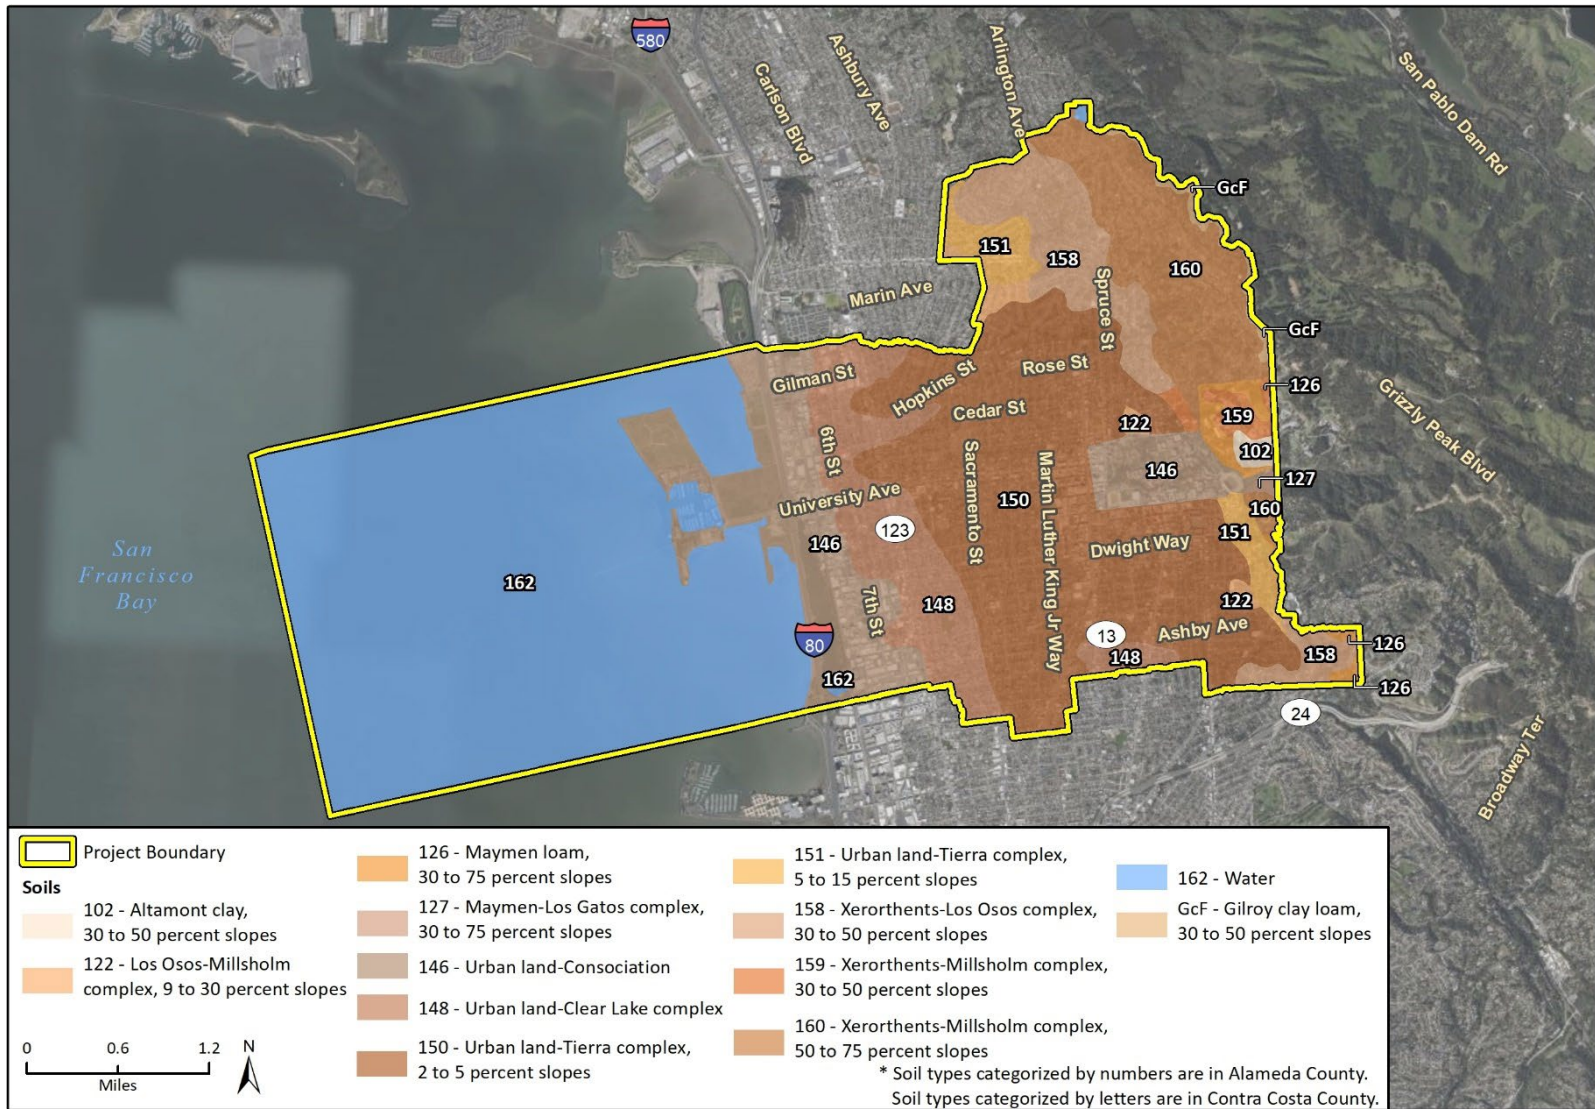 580
Ashbury Ave
Carlson Blvd
Arlington Ave
San Pablo Dam Rd
GcF
151
158
160
Marin Ave
Spruce St
GcF
Gilman St
Hopkins St
Rose St
126
Grizzly Peak Blvd
Cedar St
122
159
102
6th St
Sacramento St
Martin Luther King Jr Way
146
127
University Ave
150
160
123
151
San
Francisco
Bay
162
146
Dwight Way
7th St
148
122
80
13
Ashby Ave
148
158
126
162
126
24
Broadway Ter
Project Boundary
Soils
102 - Altamont clay,
30 to 50 percent slopes
122 - Los Osos-Millsholm
complex, 9 to 30 percent slopes
126 - Maymen loam,
30 to 75 percent slopes
127 - Maymen-Los Gatos complex,
30 to 75 percent slopes
146 - Urban land-Consociation
148 - Urban land-Clear Lake complex
150 - Urban land-Tierra complex,
2 to 5 percent slopes
151 - Urban land-Tierra complex,
5 to 15 percent slopes
158 - Xerorthents-Los Osos complex,
30 to 50 percent slopes
159 - Xerorthents-Millsholm complex,
30 to 50 percent slopes
160 - Xerorthents-Millsholm complex,
50 to 75 percent slopes
162 - Water
GcF - Gilroy clay loam,
30 to 50 percent slopes
0 0.6 1.2
Miles
N
* Soil types categorized by numbers are in Alameda County.
Soil types categorized by letters are in Contra Costa County.